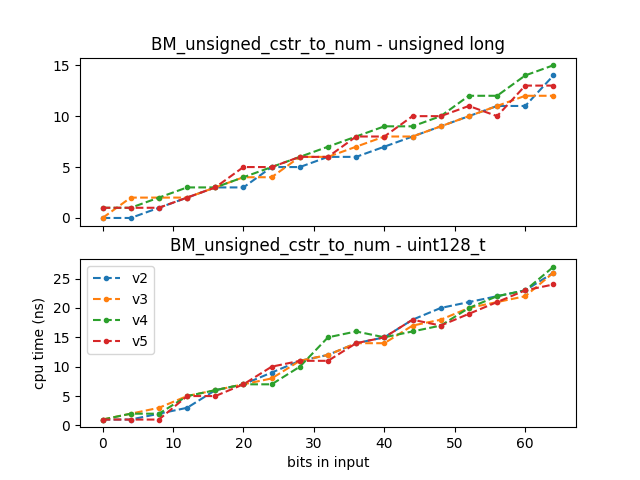 BM_unsigned_cstr_to_num - unsigned long
15
10
5
0
BM_unsigned_cstr_to_num - uint128_t
cpu time (ns)
25
20
15
10
5
0
v2
v3
v4
v5
0 10 20 30 40 50 60
bits in input